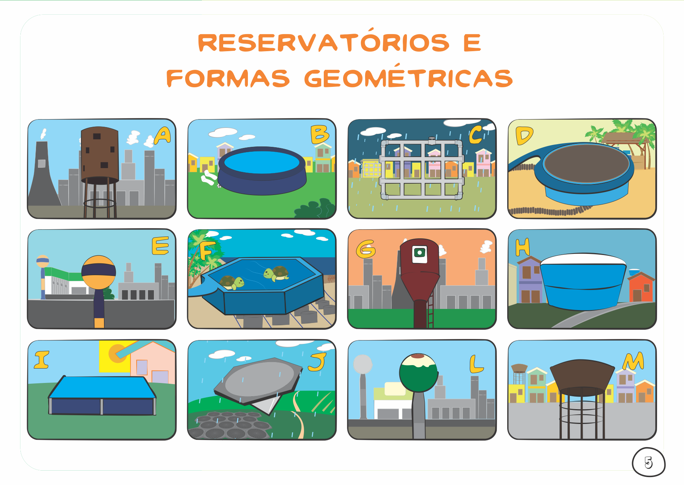 RESERVATÓRIOS E
FORMAS GEOMÉTRICAS
A
B
C
D
E
F
G
H
I
J
L
M
5